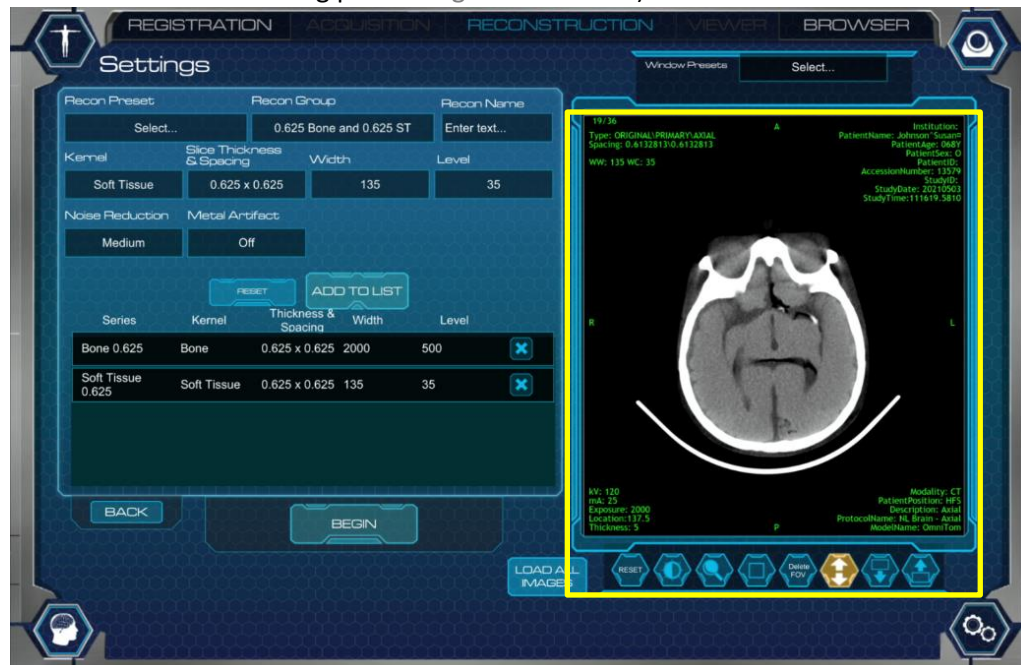 REGISTRATION ACQUISITION RECONSTRUCTION VIEWER BROWSER
Settings
Window Presets Select...
Recon Preset Recon Group Recon Name
Select... 0.625 Bone and 0.625 ST Enter text...
Kernel Slice Thickness & Spacing Width Level
Soft Tissue 0.625 x 0.625 135 35
Noise Reduction Metal Artifact
Medium Off
RESET ADD TO LIST
Series Kernel Thickness & Spacing Width Level
Bone 0.625 Bone 0.625 x 0.625 2000 500
Soft Tissue 0.625 Soft Tissue 0.625 x 0.625 135 35
BACK
BEGIN
LOAD ALL IMAGES
19/36
Type: ORIGINAL\PRIMARY\AXIAL
Spacing: 0.6132813\0.6132813
WW: 135 WC: 35
A
Institution:
PatientName: Johnson^Susan=
PatientAge: 068Y
PatientSex: O
PatientID:
AccessionNumber: 13579
StudyID:
StudyDate: 20210503
StudyTime:111619.5810
R L
kV: 120
mA: 25
Exposure: 2000
Location:137.5
Thickness: 5
P
Modality: CT
PatientPosition: HFS
Description: Axial
ProtocolName: NL Brain - Axial
ModelName: OmniTom
RESET
Delete FOV